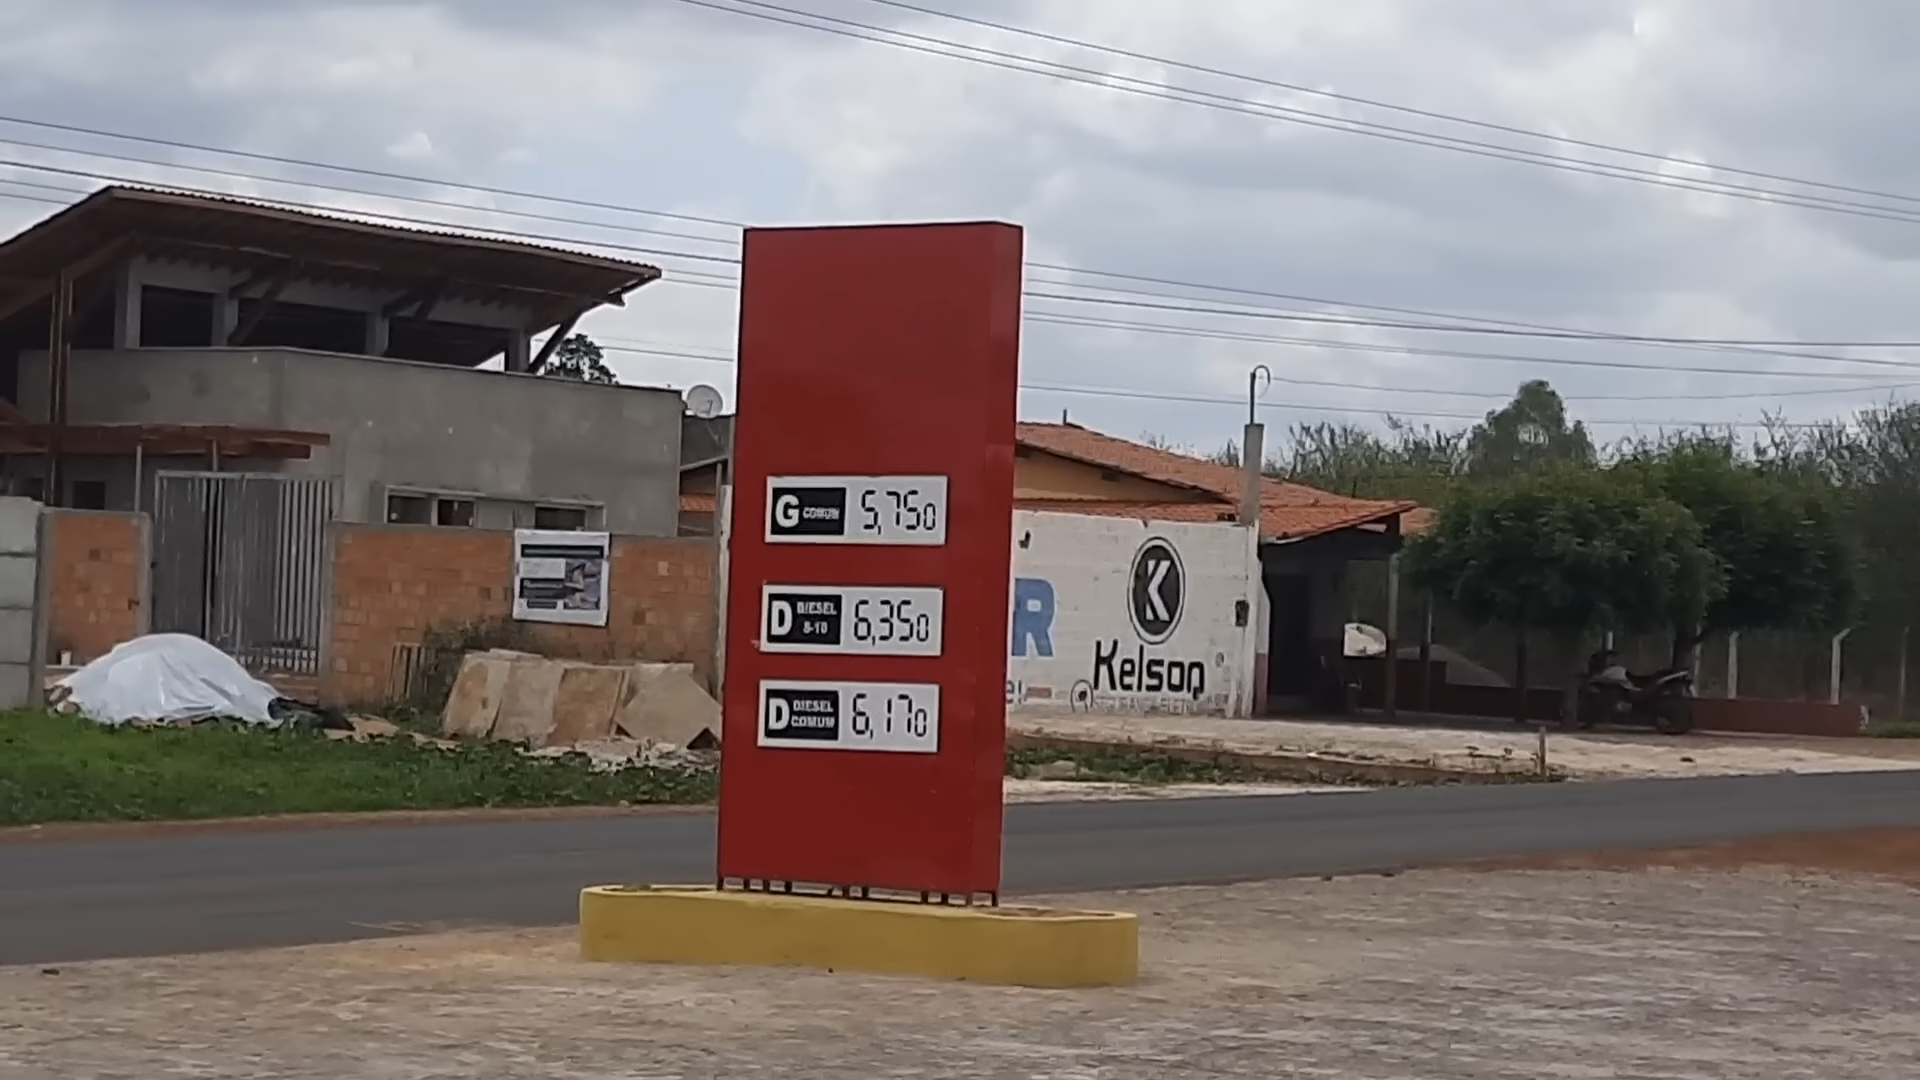 G COMUM 5,750
D DIESEL S-10 6,350
D DIESEL COMUM 6,170
R
K
Kelson